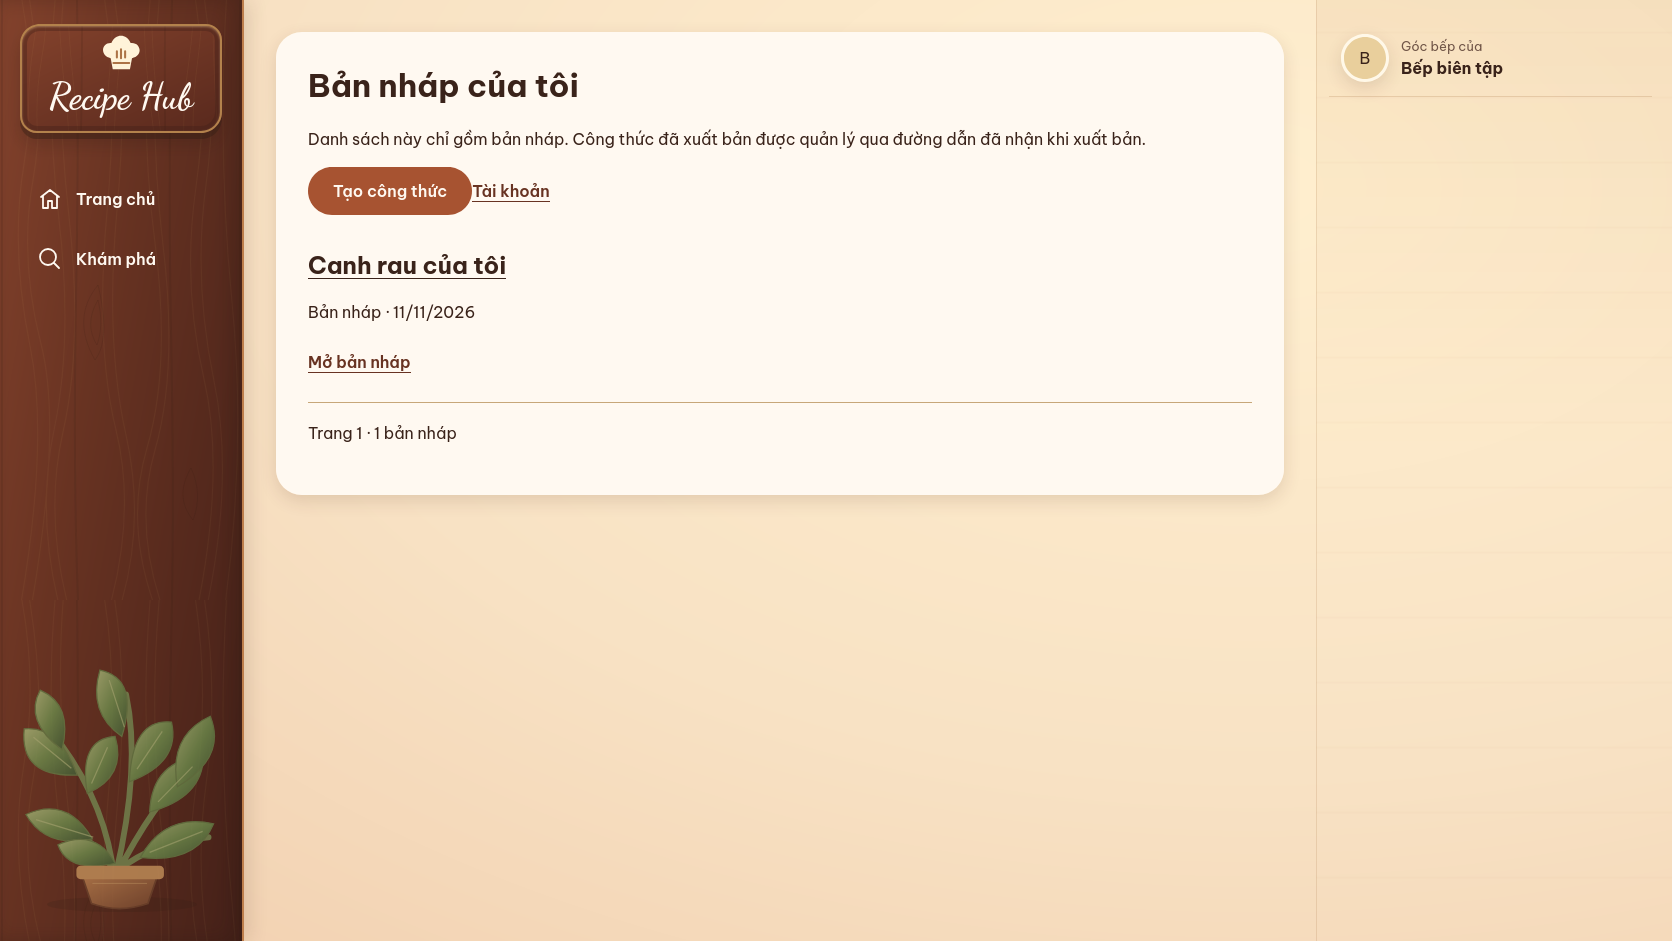 Recipe Hub
Trang chủ
Khám phá
Bản nháp của tôi
Danh sách này chỉ gồm bản nháp. Công thức đã xuất bản được quản lý qua đường dẫn đã nhận khi xuất bản.
Tạo công thức Tài khoản
Canh rau của tôi
Bản nháp · 11/11/2026
Mở bản nháp
Trang 1 · 1 bản nháp
B
Góc bếp của
Bếp biên tập